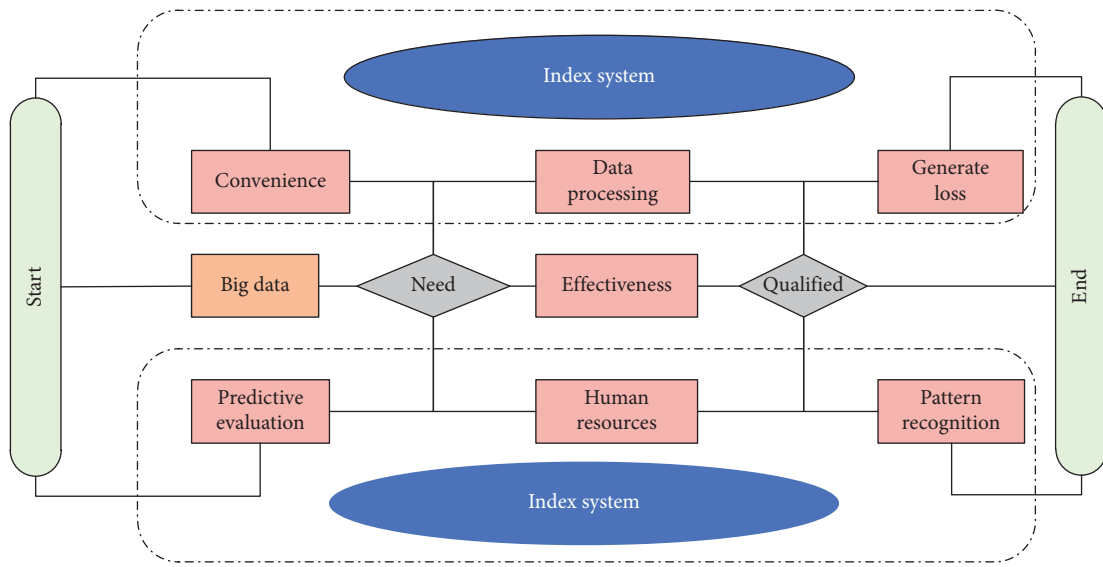 Index system
Start
Convenience
Data
processing
Generate
loss
Big data
Need
Effectiveness
Qualified
End
Predictive
evaluation
Human
resources
Pattern
recognition
Index system